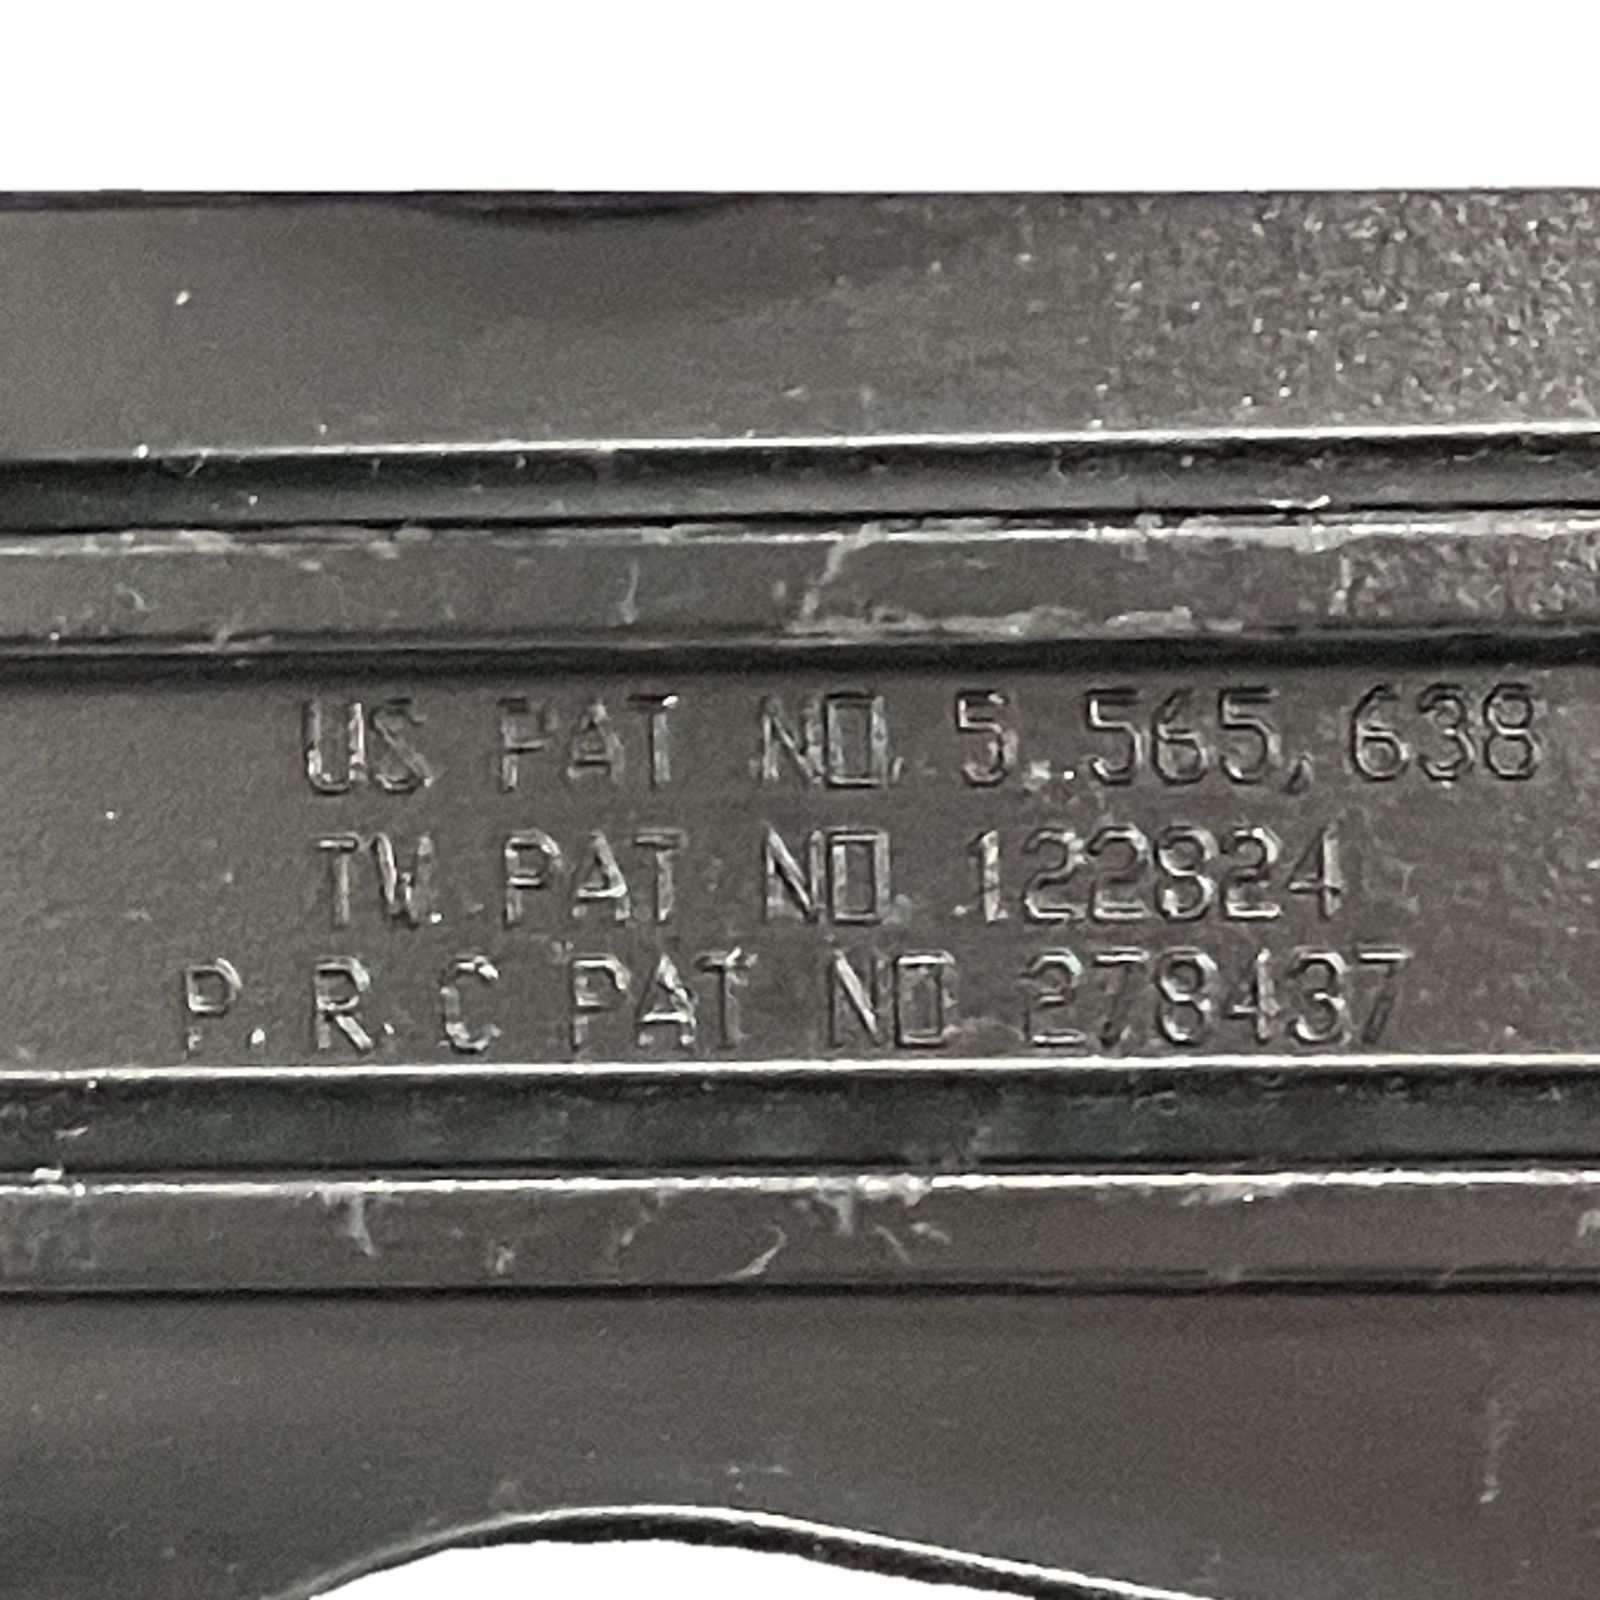 US PAT NO. 5,565,638
TW. PAT NO. 122824
P.R.C PAT NO 278437